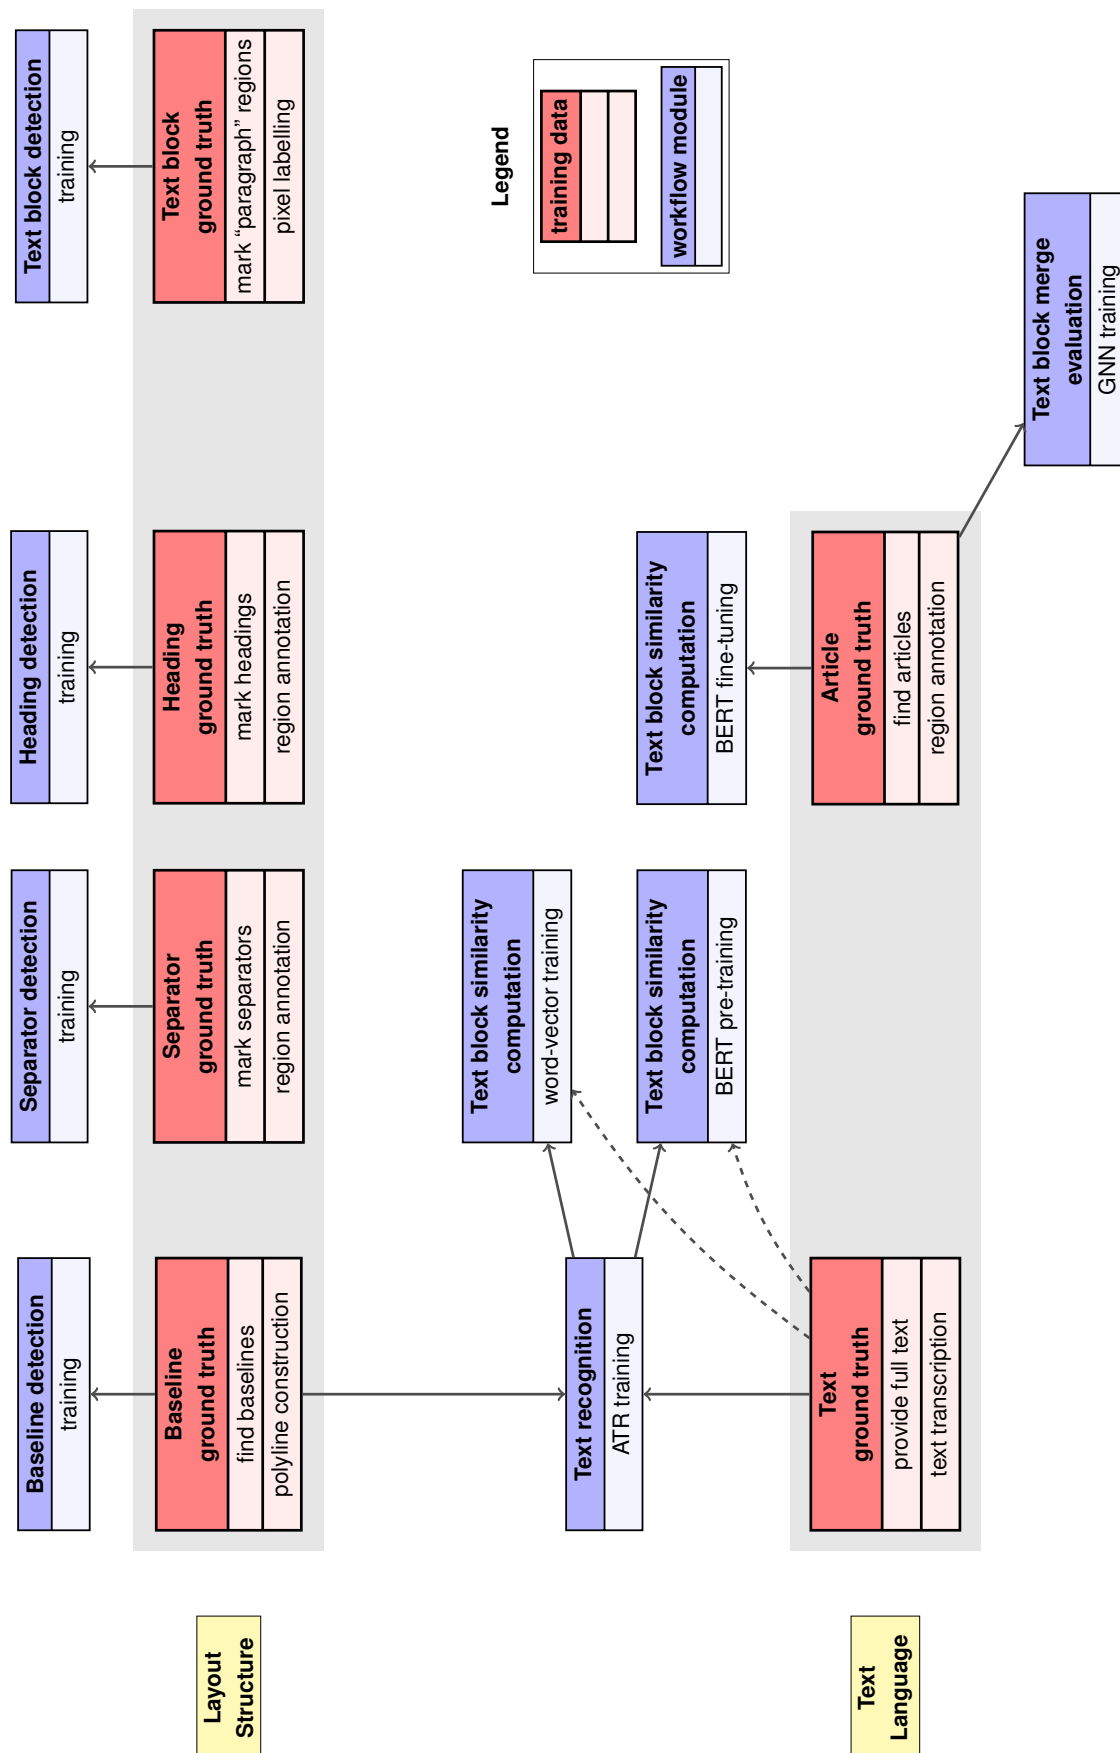 Baseline detection
training
Separator detection
training
Heading detection
training
Text block detection
training
Layout
Structure
Baseline
ground truth
find baselines
polyline construction
Separator
ground truth
mark separators
region annotation
Heading
ground truth
mark headings
region annotation
Text block
ground truth
mark “paragraph” regions
pixel labelling
Text block similarity
computation
word-vector training
Legend
training data
workflow module
Text recognition
ATR training
Text block similarity
computation
BERT pre-training
Text block similarity
computation
BERT fine-tuning
Text
Language
Text
ground truth
provide full text
text transcription
Article
ground truth
find articles
region annotation
Text block merge
evaluation
GNN training